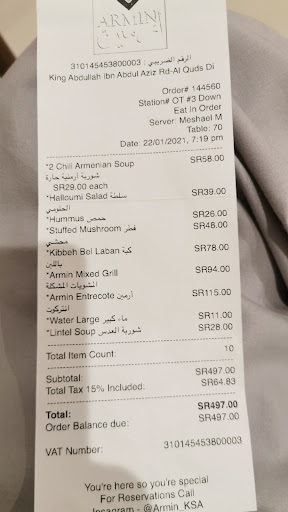 ARMIN
الرقم الضريبي : 310145453800003
King Abdullah Ibn Abdul Aziz Rd-Al Quds Di
Order# 144560
Station# OT #3 Down
Eat In Order
Server: Meshael M
Table: 70
Date: 22/01/2021, 7:19 pm
*2 Chili Armenian Soup SR58.00
شوربة أرمنية حارة
SR29.00 each
*Halloumi Salad سلطة SR39.00
الحلومي
*Hummus حمص SR26.00
*Stuffed Mushroom فطر SR48.00
محشي
*Kibbeh Bel Laban كبة SR78.00
باللبن
*Armin Mixed Grill SR94.00
المشويات المشكلة
*Armin Entrecote أرمين SR115.00
انتركوت
*Water Large ماء كبير SR11.00
*Lintel Soup شوربة العدس SR28.00
Total Item Count: 10
Subtotal: SR497.00
Total Tax 15% Included: SR64.83
Total: SR497.00
Order Balance due: SR497.00
VAT Number: 310145453800003
You're here so you're special
For Reservations Call
Insagram - @Armin_KSA